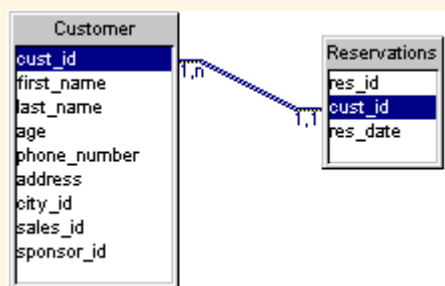 Customer
cust_id
first_name
last_name
age
phone_number
address
city_id
sales_id
sponsor_id
1,n
1,1
Reservations
res_id
cust_id
res_date